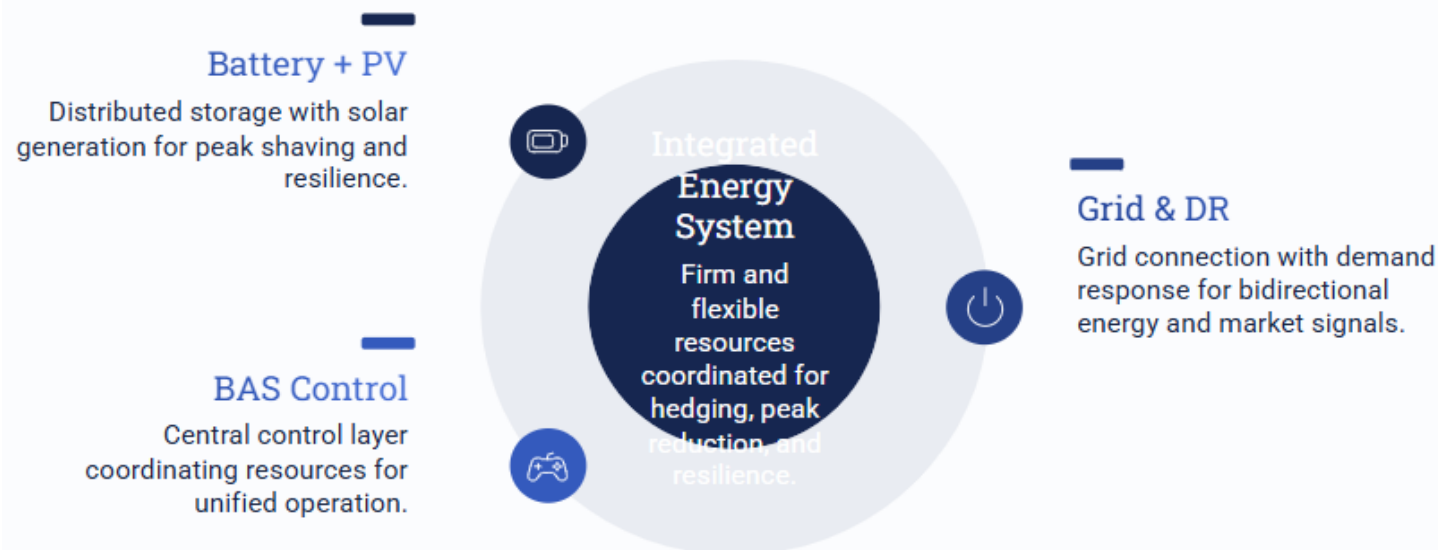 Battery + PV
Distributed storage with solar
generation for peak shaving and
resilience.
BAS Control
Central control layer
coordinating resources for
unified operation.
Integrated
Energy
System
Firm and
flexible
resources
coordinated for
hedging, peak
reduction, and
resilience.
Grid & DR
Grid connection with demand
response for bidirectional
energy and market signals.